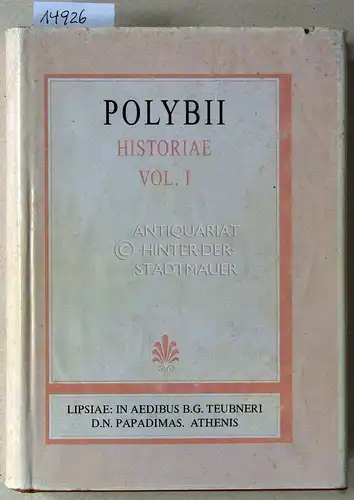 14926
POLYBII
HISTORIAE
VOL. I
ANTIQUARIAT
© HINTER·DER·
STADTMAUER
LIPSIAE: IN AEDIBUS B.G. TEUBNERI
D.N. PAPADIMAS. ATHENIS